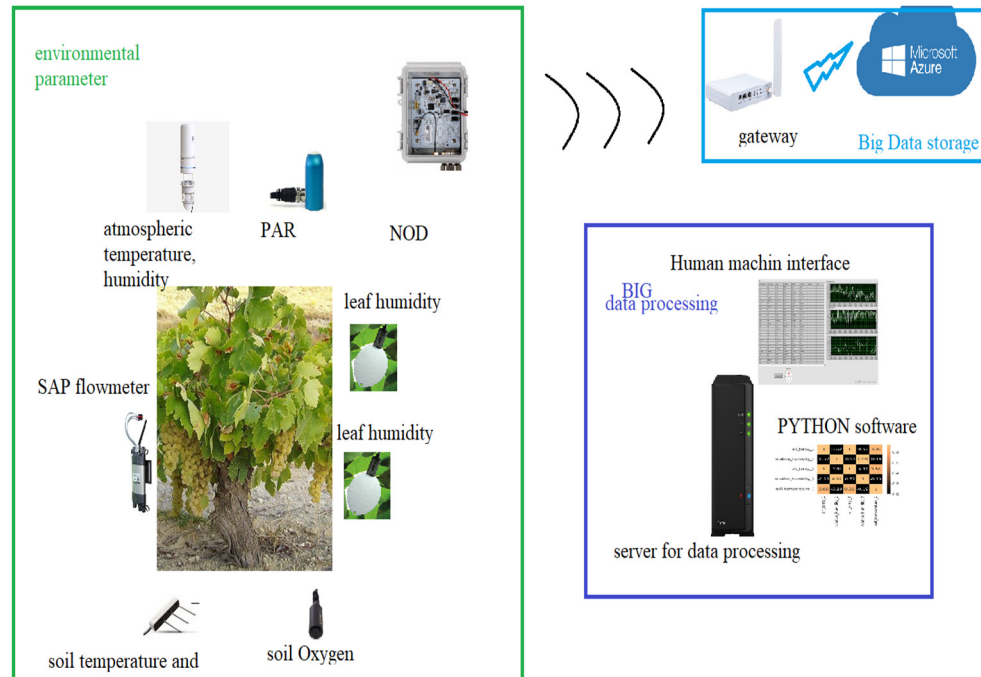 environmental
parameter
atmospheric
temperature,
humidity
PAR
NOD
leaf humidity
SAP flowmeter
leaf humidity
soil temperature and
soil Oxygen
gateway
Microsoft
Azure
Big Data storage
Human machin interface
BIG
data processing
PYTHON software
server for data processing